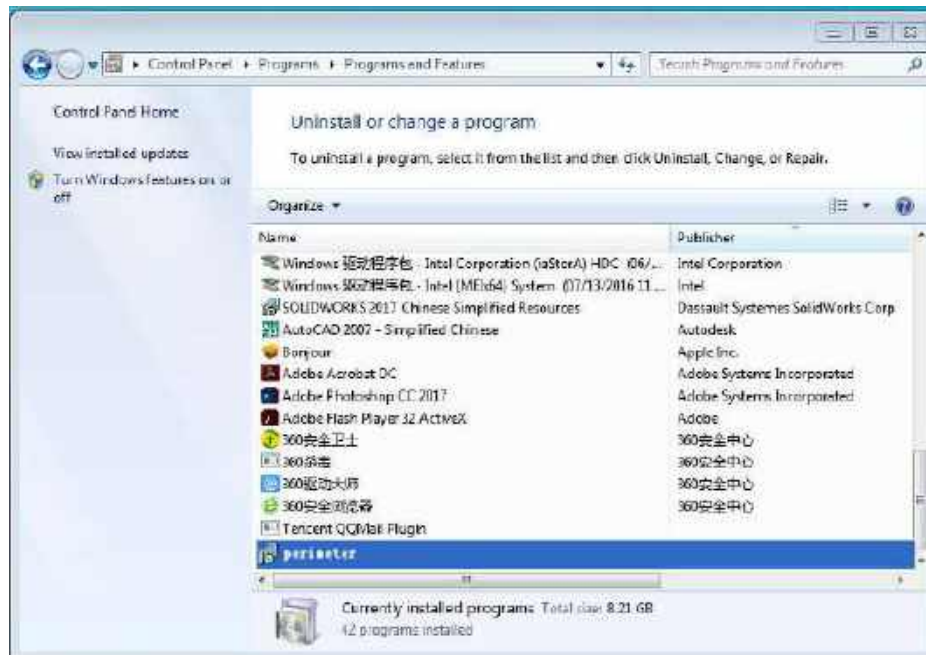 Control Panel
Programs
Programs and Features
Search Programs and Features
Control Panel Home
View installed updates
Turn Windows features on or
off
Uninstall or change a program
To uninstall a program, select it from the list and then click Uninstall, Change, or Repair.
Organize
Name Publisher
Windows 驱动程序包 - Intel Corporation (iaStorA) HDC (06/... Intel Corporation
Windows 驱动程序包 - Intel (MEIx64) System (07/13/2016 11... Intel
SOLIDWORKS 2017 Chinese Simplified Resources Dassault Systemes SolidWorks Corp
AutoCAD 2007 - Simplified Chinese Autodesk
Bonjour Apple Inc.
Adobe Acrobat DC Adobe Systems Incorporated
Adobe Photoshop CC 2017 Adobe Systems Incorporated
Adobe Flash Player 32 ActiveX Adobe
360安全卫士 360安全中心
360杀毒 360安全中心
360驱动大师 360安全中心
360安全浏览器 360安全中心
Tencent QQMail Plugin
perimeter
Currently installed programs Total size: 8.21 GB
42 programs installed